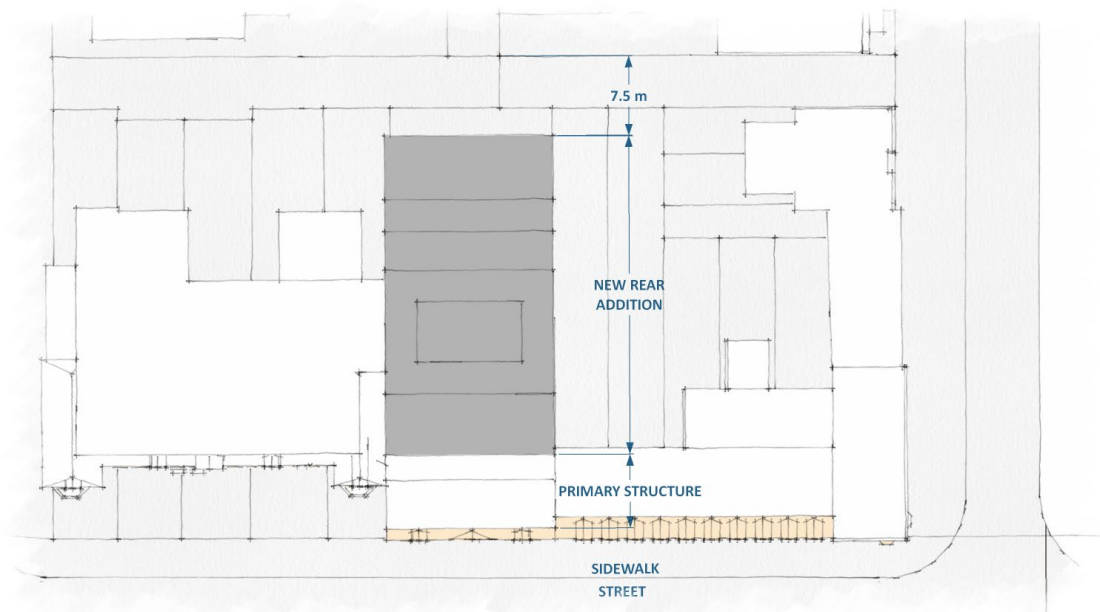 7.5 m
NEW REAR
ADDITION
PRIMARY STRUCTURE
SIDEWALK
STREET